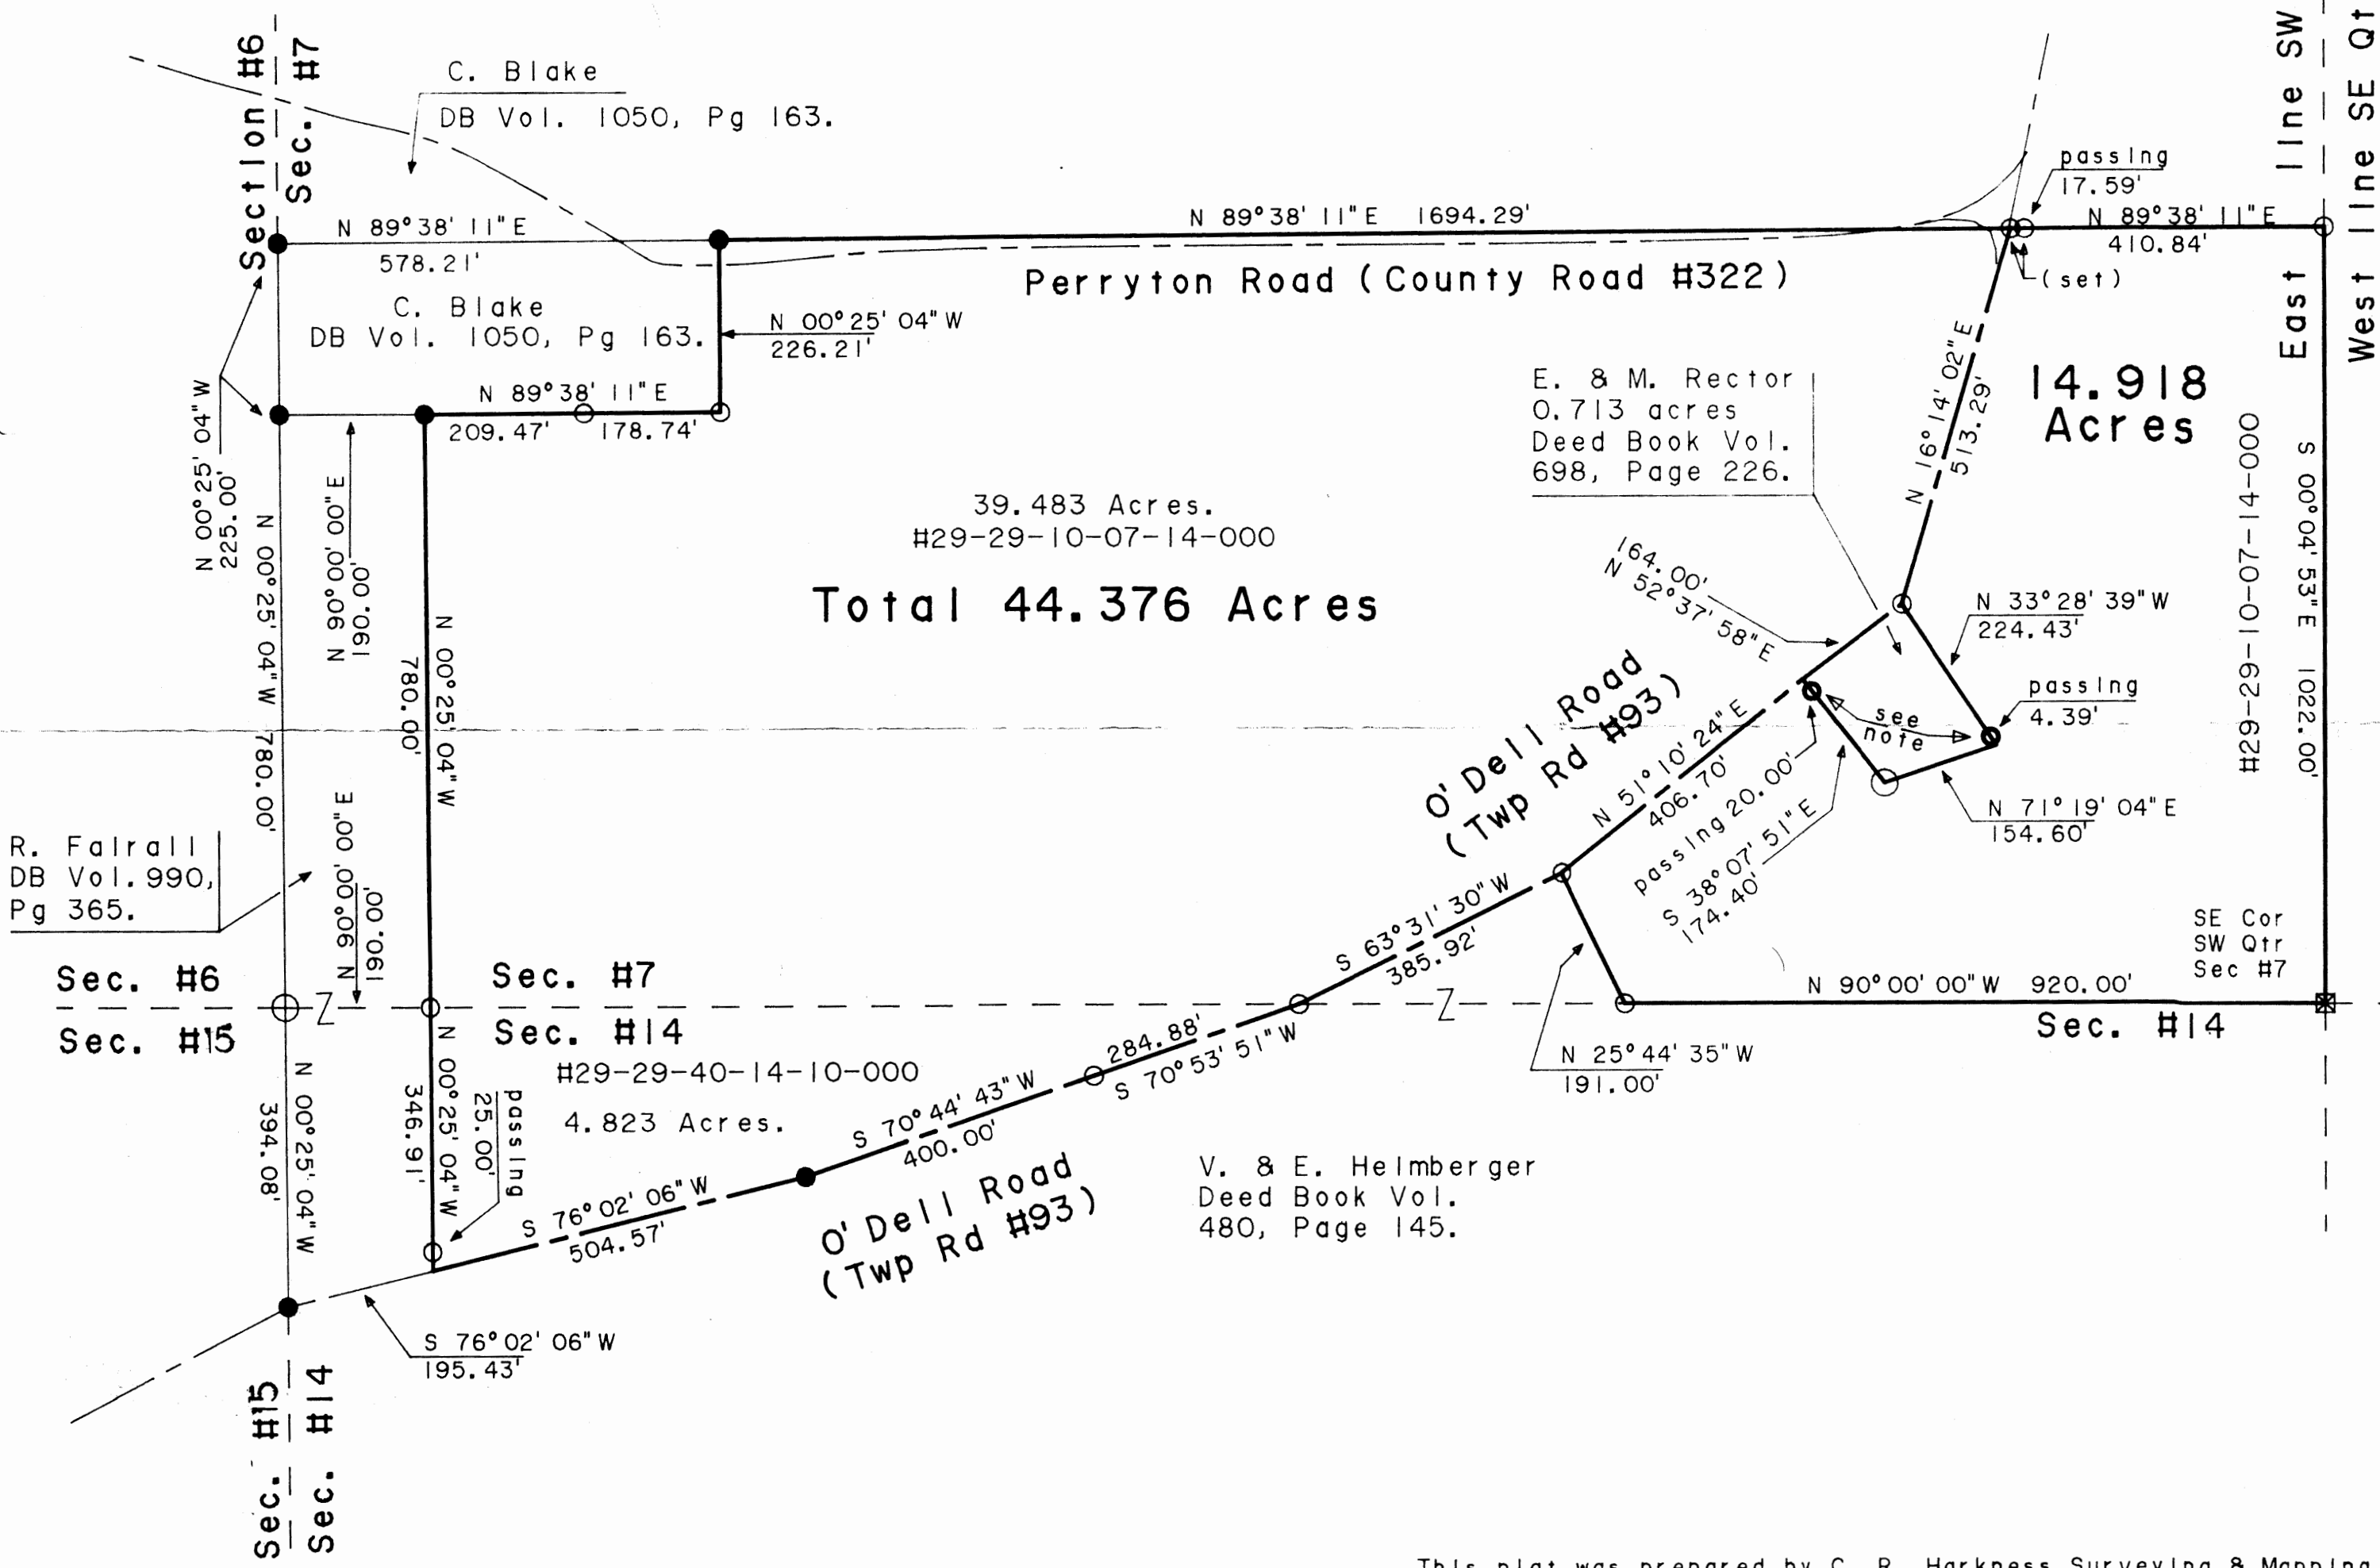 Section #6
Sec. #7
C. Blake
DB Vol. 1050, Pg 163.
East line SW
West line SE Qt
passing
17.59'
N 89°38' 11"E
578.21'
N 89°38' 11"E 1694.29'
N 89°38' 11"E
410.84'
(set)
Perryton Road (County Road #322)
C. Blake
DB Vol. 1050, Pg 163.
N 00°25' 04"W
226.21'
N 89°38' 11"E
209.47'
178.74'
N 00°25' 04"W
225.00'
N 16°14' 02"E
513.29'
14.918
Acres
E. & M. Rector
0.713 acres
Deed Book Vol.
698, Page 226.
#29-29-10-07-14-000
S 00°04' 53"E 1022.00'
39.483 Acres.
#29-29-10-07-14-000
Total 44.376 Acres
N 90°00' 00"E
190.00'
N 00°25' 04"W 780.00'
N 00°25' 04"W
780.00'
164.00'
N 52°37' 58"E
N 33°28' 39"W
224.43'
passing
4.39'
see
note
O'Dell Road
(Twp Rd #93)
N 51°10' 24"E
406.70'
passing 20.00'
S 38°07' 51"E
174.40'
N 71°19' 04"E
154.60'
R. Fairall
DB Vol.990,
Pg 365.
N 90°00' 00"E
190.00'
S 63°31' 30"W
385.92'
SE Cor
SW Qtr
Sec #7
N 90°00' 00"W 920.00'
Sec. #6
Sec. #7
Z
Z
Sec. #15
Sec. #14
Sec. #14
#29-29-40-14-10-000
4.823 Acres.
284.88'
S 70°53' 51"W
N 25°44' 35"W
191.00'
N 00°25' 04"W
394.08'
N 00°25' 04"W
346.91'
passing
25.00'
S 70°44' 43"W
400.00'
S 76°02' 06"W
504.57'
O'Dell Road
(Twp Rd #93)
V. & E. Heimberger
Deed Book Vol.
480, Page 145.
S 76°02' 06"W
195.43'
Sec. #15
Sec. #14
This plat was prepared by C. R. Harkness Surveying & Mapping